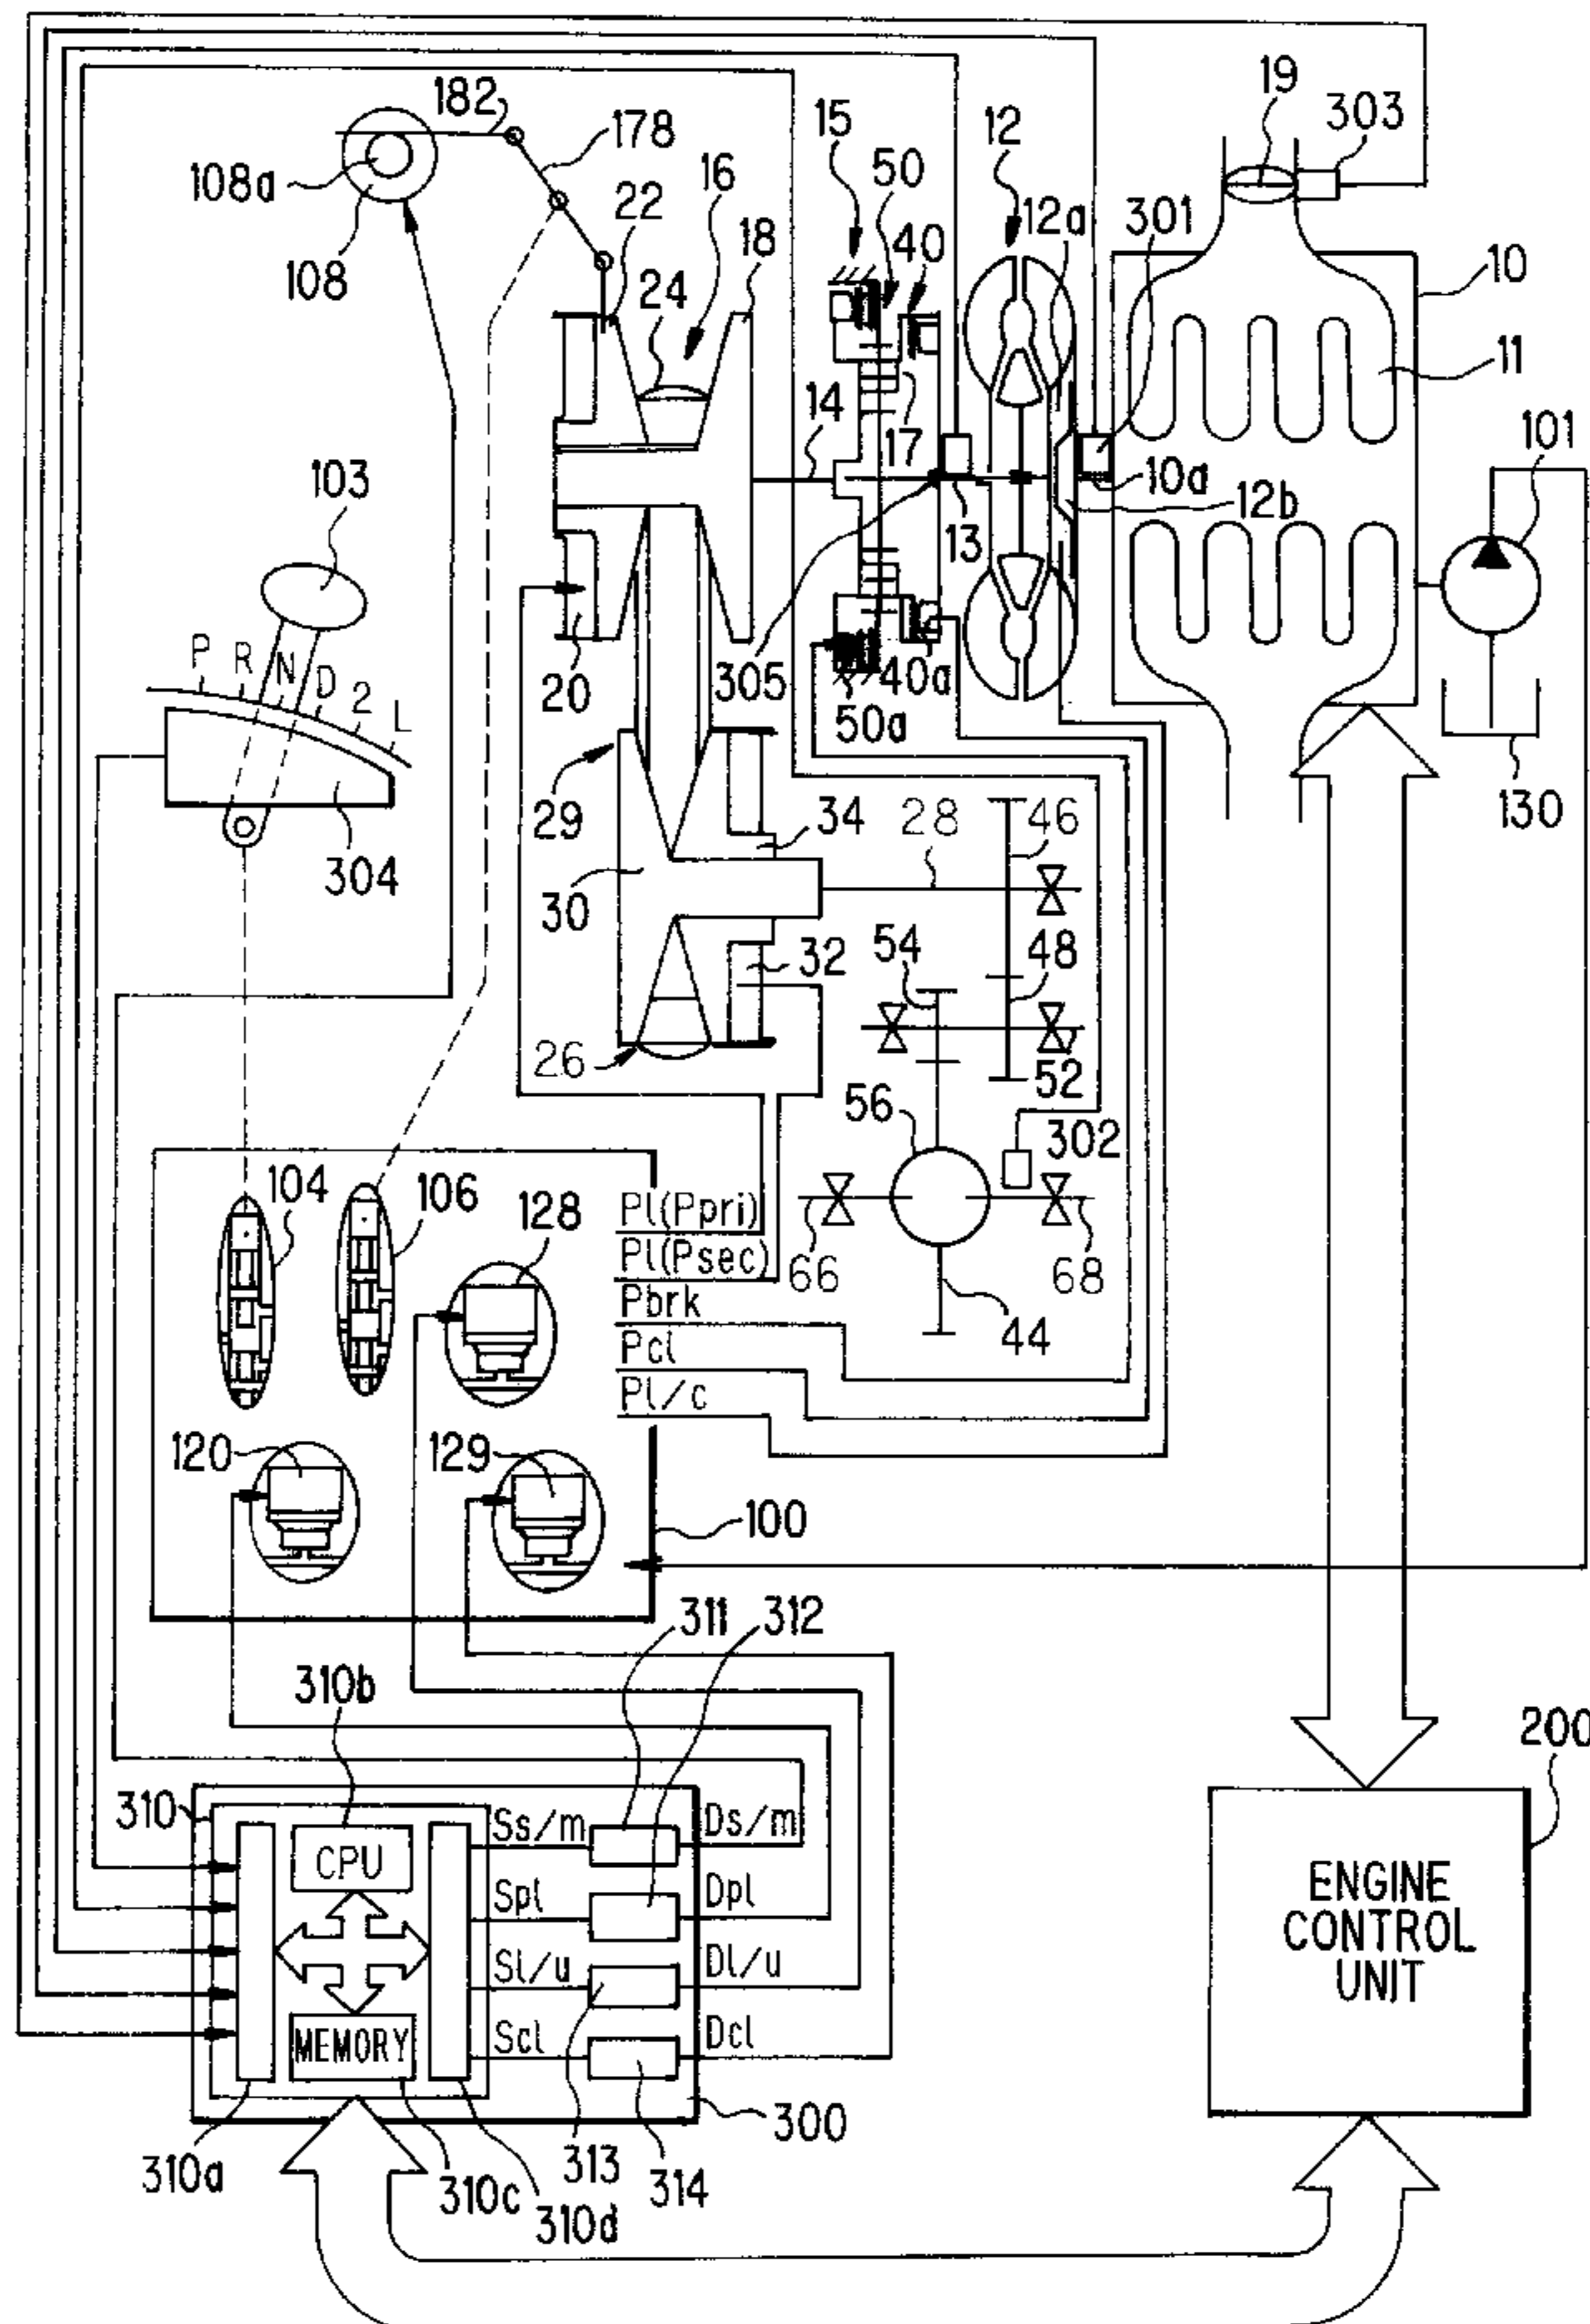 19
303
182
178
15
50
12
108a
16
22
18
40
12a
301
108
24
10
11
14
17
101
103
10a
12b
13
P R N D 2 L
305
40a
20
50a
29
34
28
46
130
304
30
54
48
32
26
52
56
302
104
106
128
Pl(Ppri)
Pl(Psec)
66
68
Pbrk
Pcl
44
Pl/c
120
129
100
311
312
310b
200
310
Ss/m
Ds/m
CPU
Spl
Dpl
ENGINE
CONTROL
UNIT
Sl/u
Dl/u
MEMORY
Scl
Dcl
300
310a
310c
310d
313
314